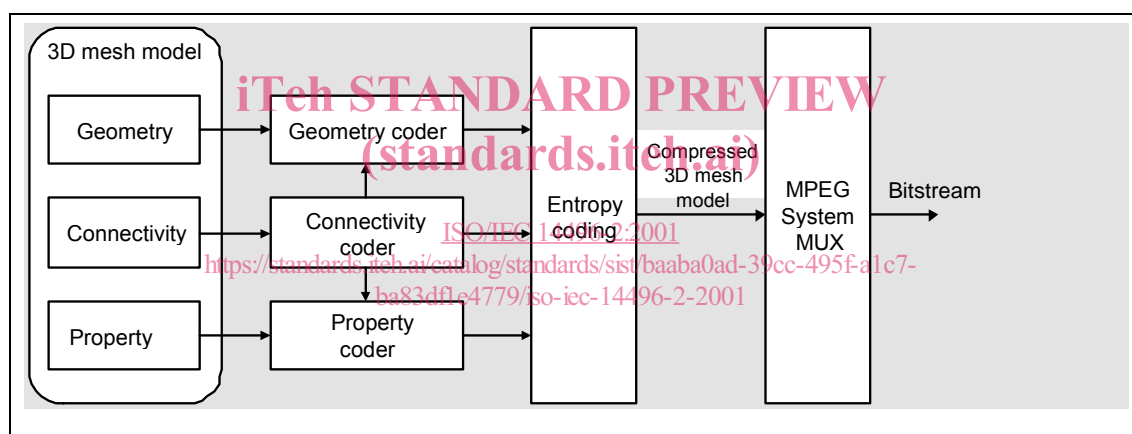 3D mesh model
iTeh STANDARD PREVIEW
(standards.iteh.ai)
Geometry
Geometry coder
Connectivity
Connectivity
coder
Property
Property
coder
Entropy
coding
Compressed
3D mesh
model
MPEG
System
MUX
Bitstream
ISO/IEC 14496-2:2001
https://standards.iteh.ai/catalog/standards/sist/baaba0ad-39cc-495f-a1c7-
ba83df1e4779/iso-iec-14496-2-2001